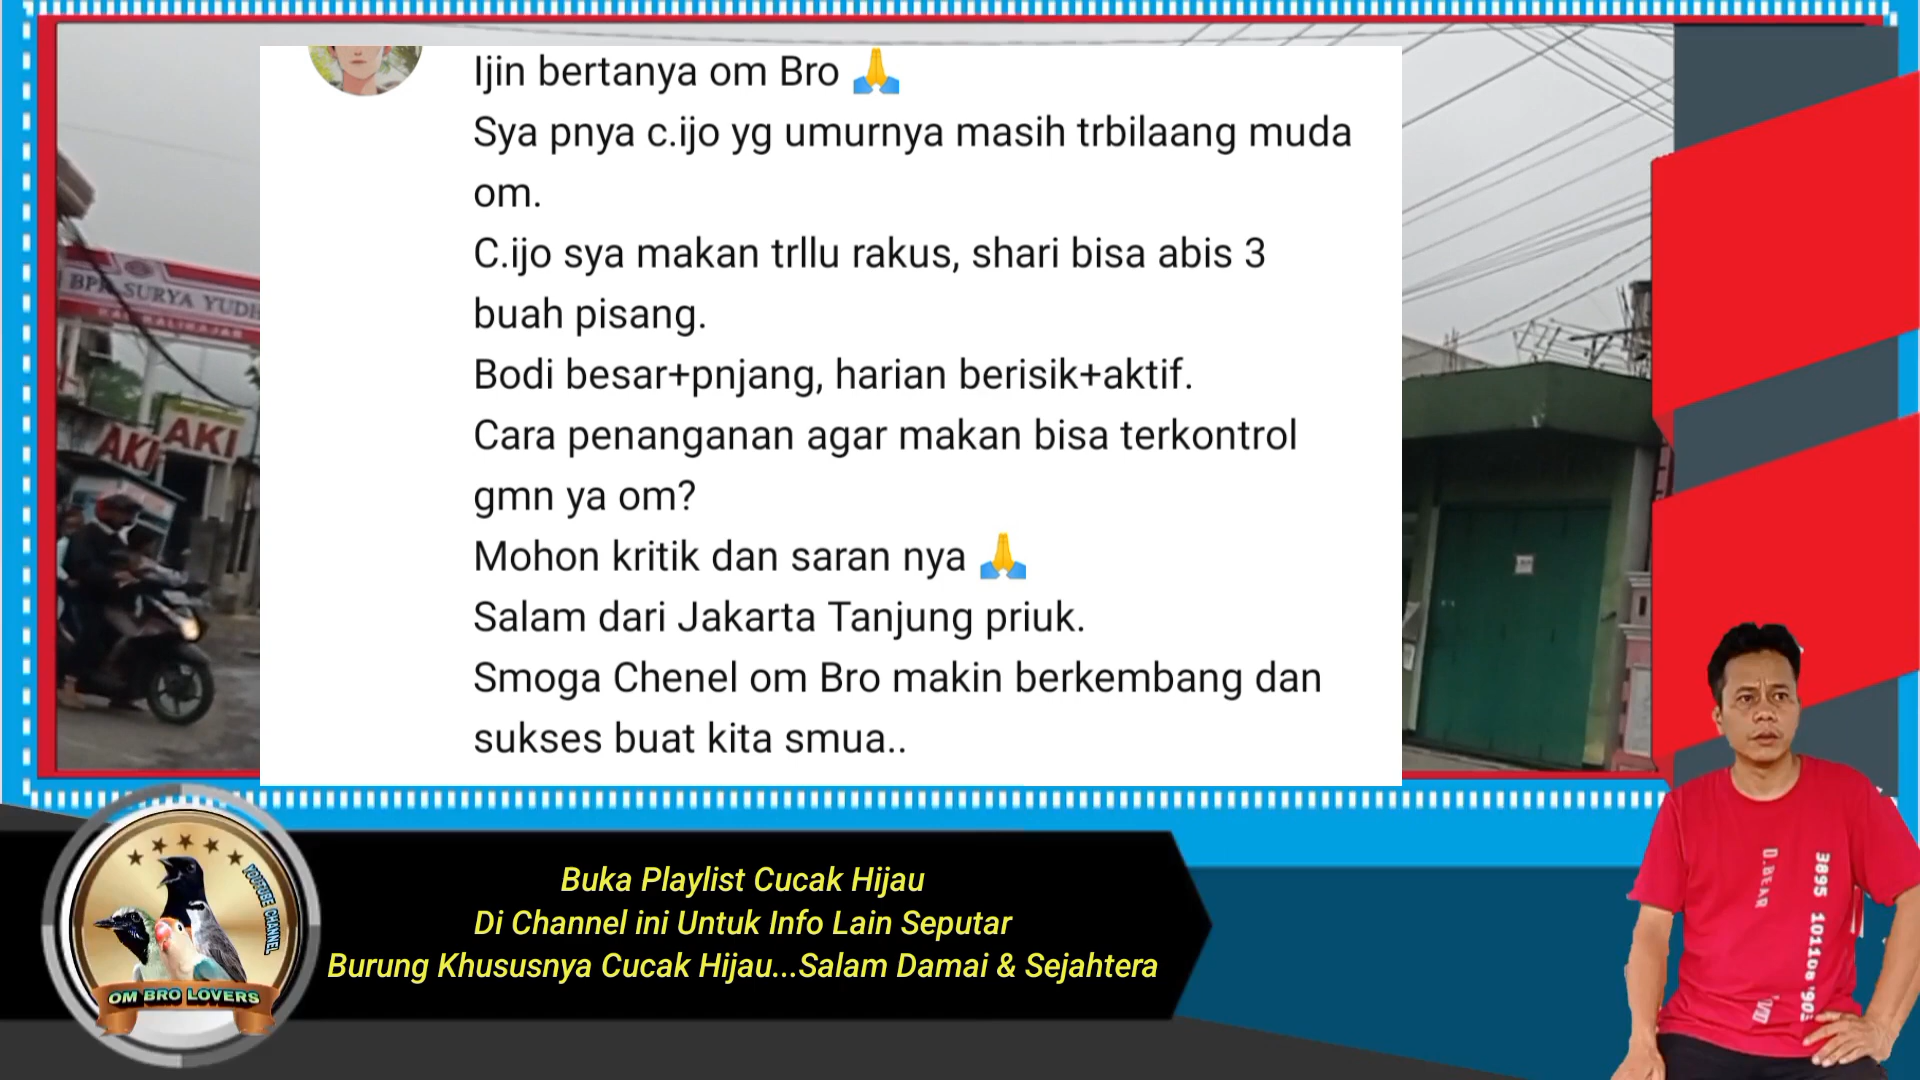 Ijin bertanya om Bro 🙏
Sya pnya c.ijo yg umurnya masih trbilaang muda
om.
C.ijo sya makan trllu rakus, shari bisa abis 3
buah pisang.
Bodi besar+pnjang, harian berisik+aktif.
Cara penanganan agar makan bisa terkontrol
gmn ya om?
Mohon kritik dan saran nya 🙏
Salam dari Jakarta Tanjung priuk.
Smoga Chenel om Bro makin berkembang dan
sukses buat kita smua..
BPR SURYA YUDH
KAS KALIKAJAR
AKI
AKI
YOUTUBE CHANNEL
OM BRO LOVERS
Buka Playlist Cucak Hijau
Di Channel ini Untuk Info Lain Seputar
Burung Khususnya Cucak Hijau...Salam Damai & Sejahtera
D.BEAR